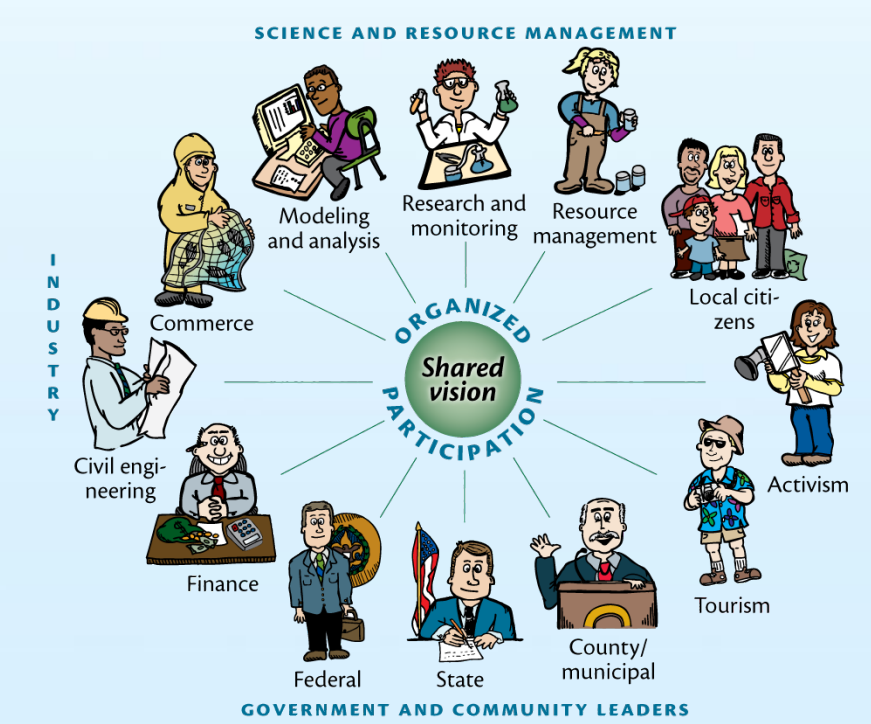 SCIENCE AND RESOURCE MANAGEMENT
Modeling
and analysis
Research and
monitoring
Resource
management
Commerce
Local citi-
zens
INDUSTRY
ORGANIZED
Shared
vision
PARTICIPATION
Civil engi-
neering
Activism
Finance
Tourism
Federal
State
County/
municipal
GOVERNMENT AND COMMUNITY LEADERS